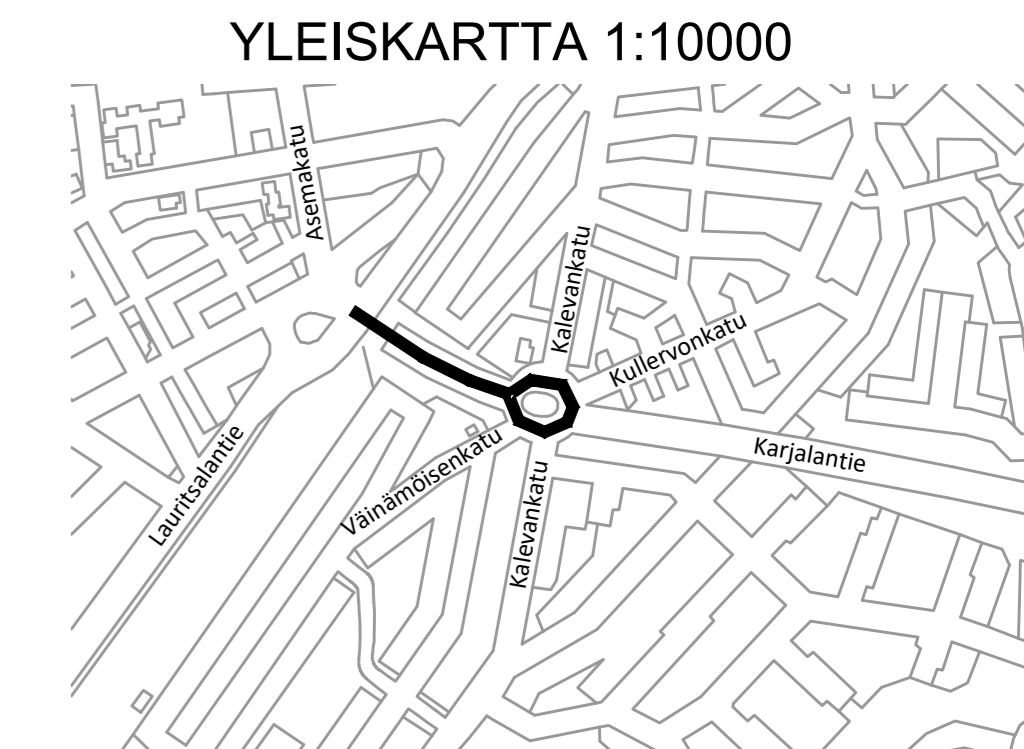 YLEISKARTTA 1:10000
Asemakatu
Kalevankatu
Kullervonkatu
Karjalantie
Lauritsalantie
Väinämöisenkatu
Kalevankatu